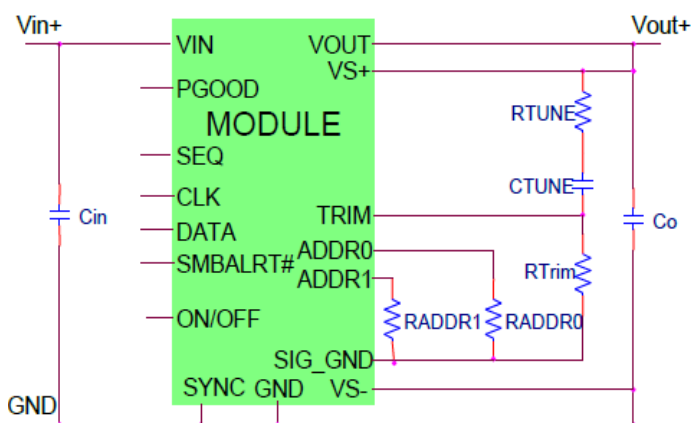 Vin+
Vout+
VIN
VOUT
VS+
PGOOD
RTUNE
MODULE
SEQ
CTUNE
CLK
TRIM
Cin
Co
DATA
ADDR0
SMBALRT#
ADDR1
RTrim
ON/OFF
RADDR1
RADDR0
SIG_GND
SYNC
GND
VS-
GND